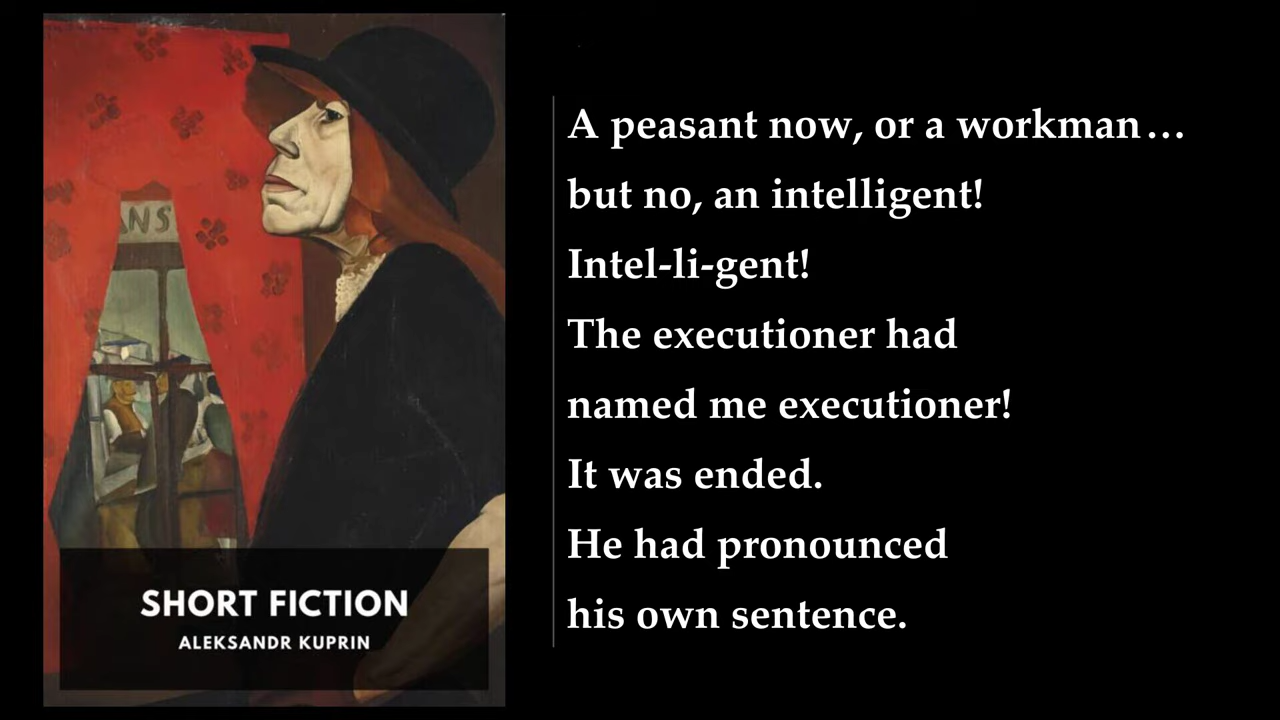 ANS
SHORT FICTION
ALEKSANDR KUPRIN
A peasant now, or a workman…
but no, an intelligent!
Intel-li-gent!
The executioner had
named me executioner!
It was ended.
He had pronounced
his own sentence.